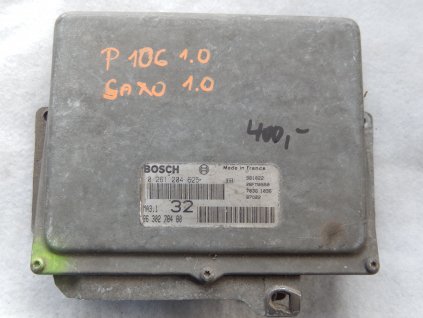 P 106 1.0
SAXO 1.0
400,-
BOSCH Made in France
0 261 204 625
MA3.1 32
96 302 704 80